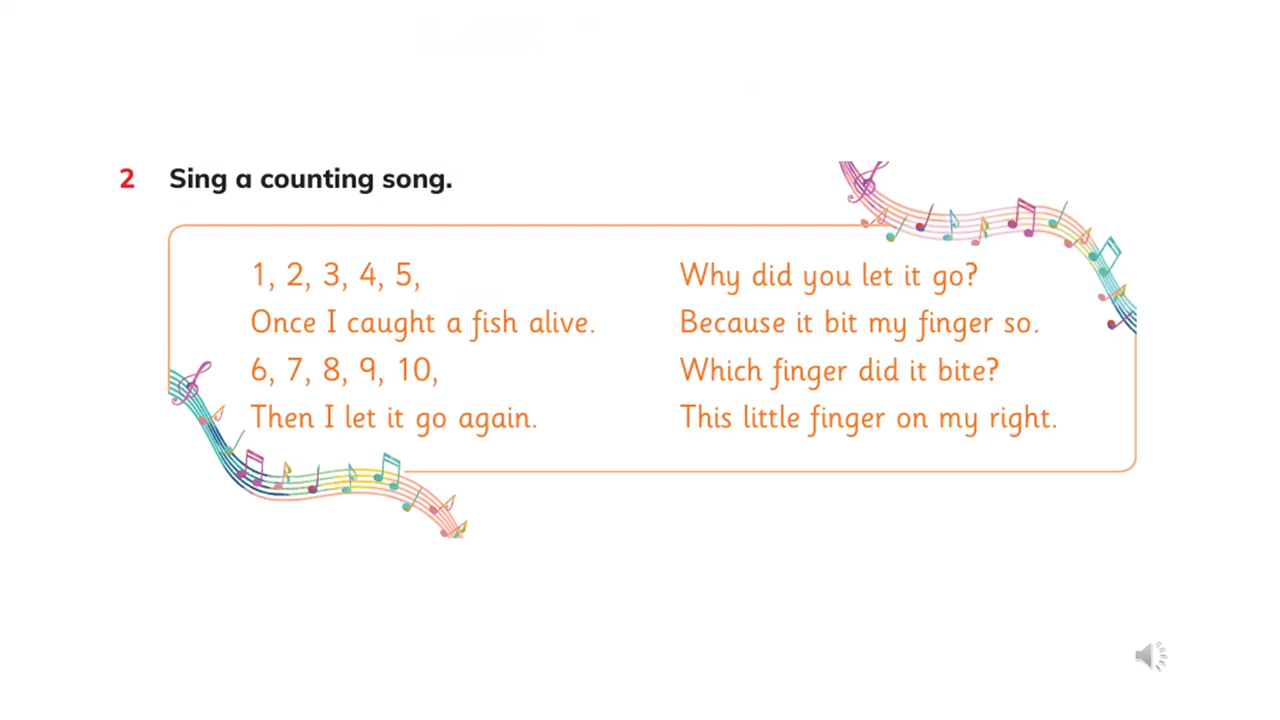 2 Sing a counting song.
1, 2, 3, 4, 5,
Once I caught a fish alive.
6, 7, 8, 9, 10,
Then I let it go again.
Why did you let it go?
Because it bit my finger so.
Which finger did it bite?
This little finger on my right.